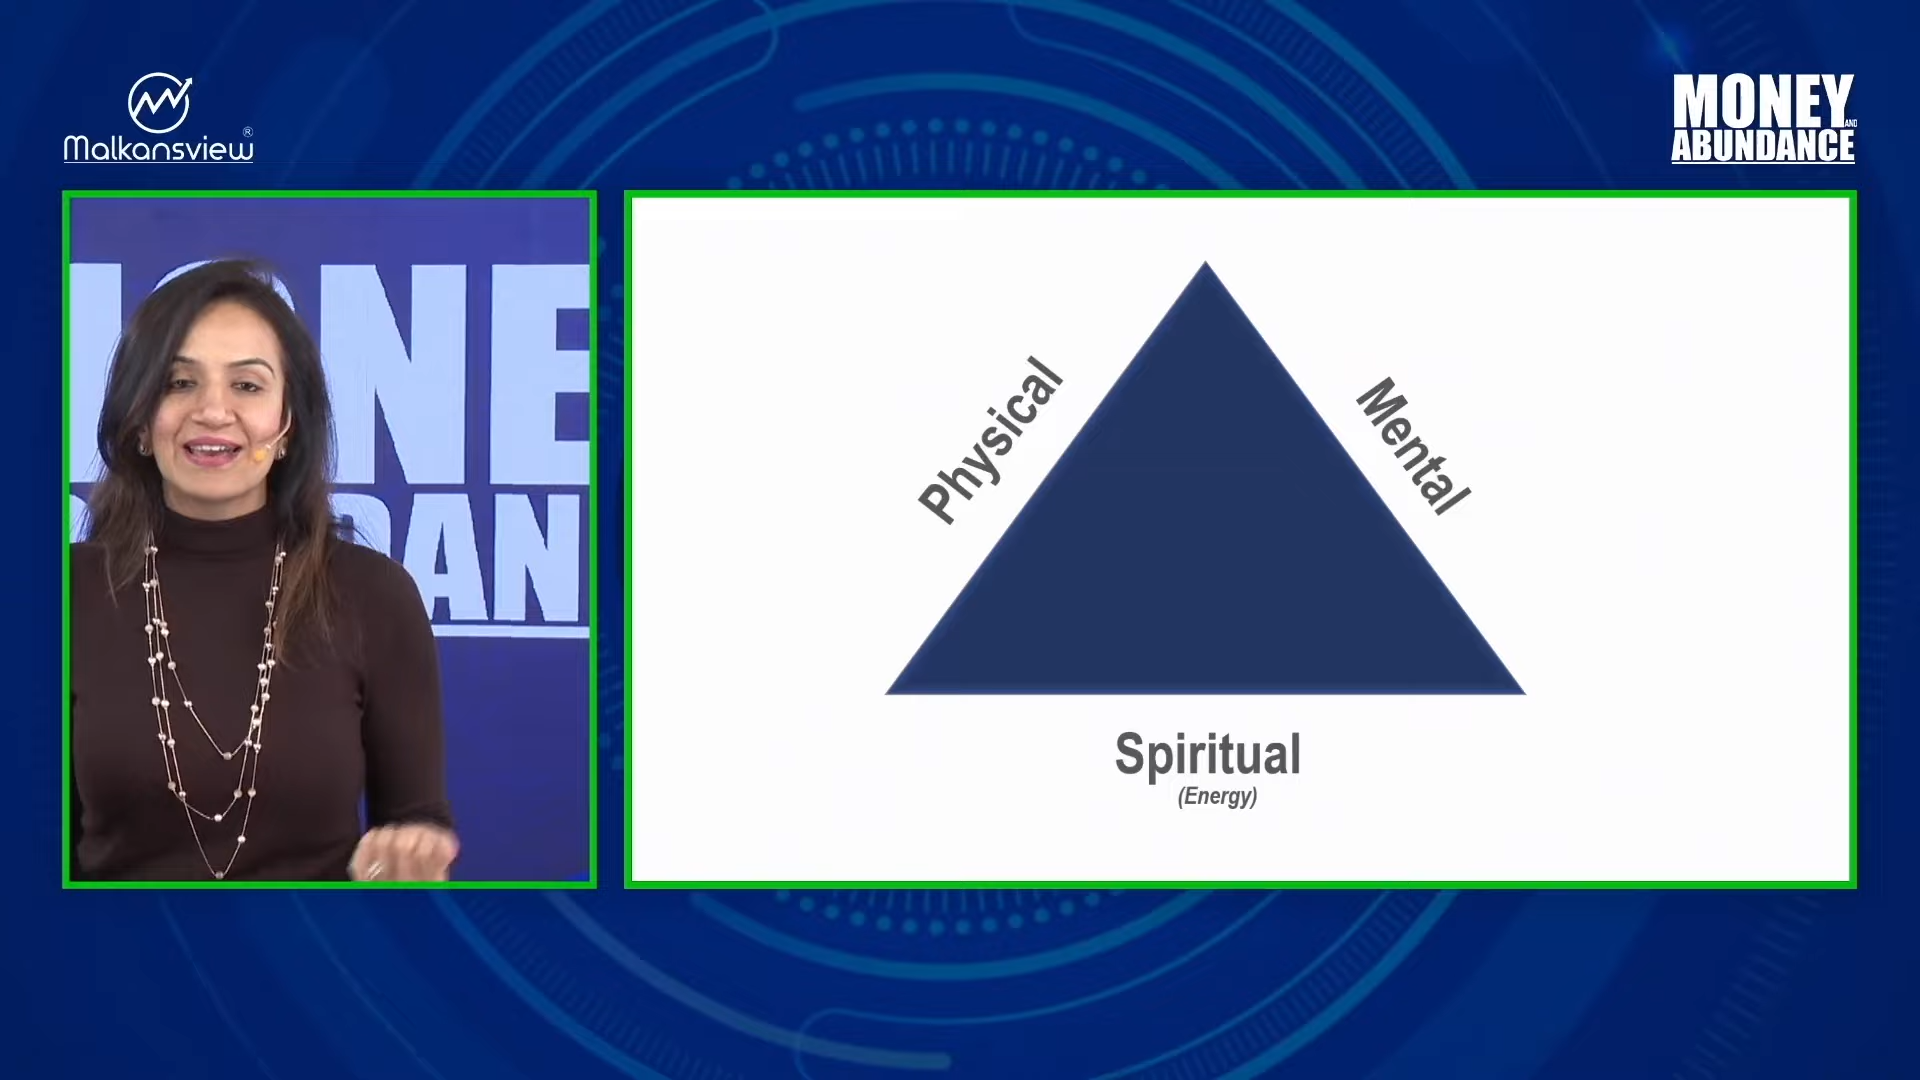 Malkansview®
MONEY
AND
ABUNDANCE
Physical
Mental
Spiritual
(Energy)